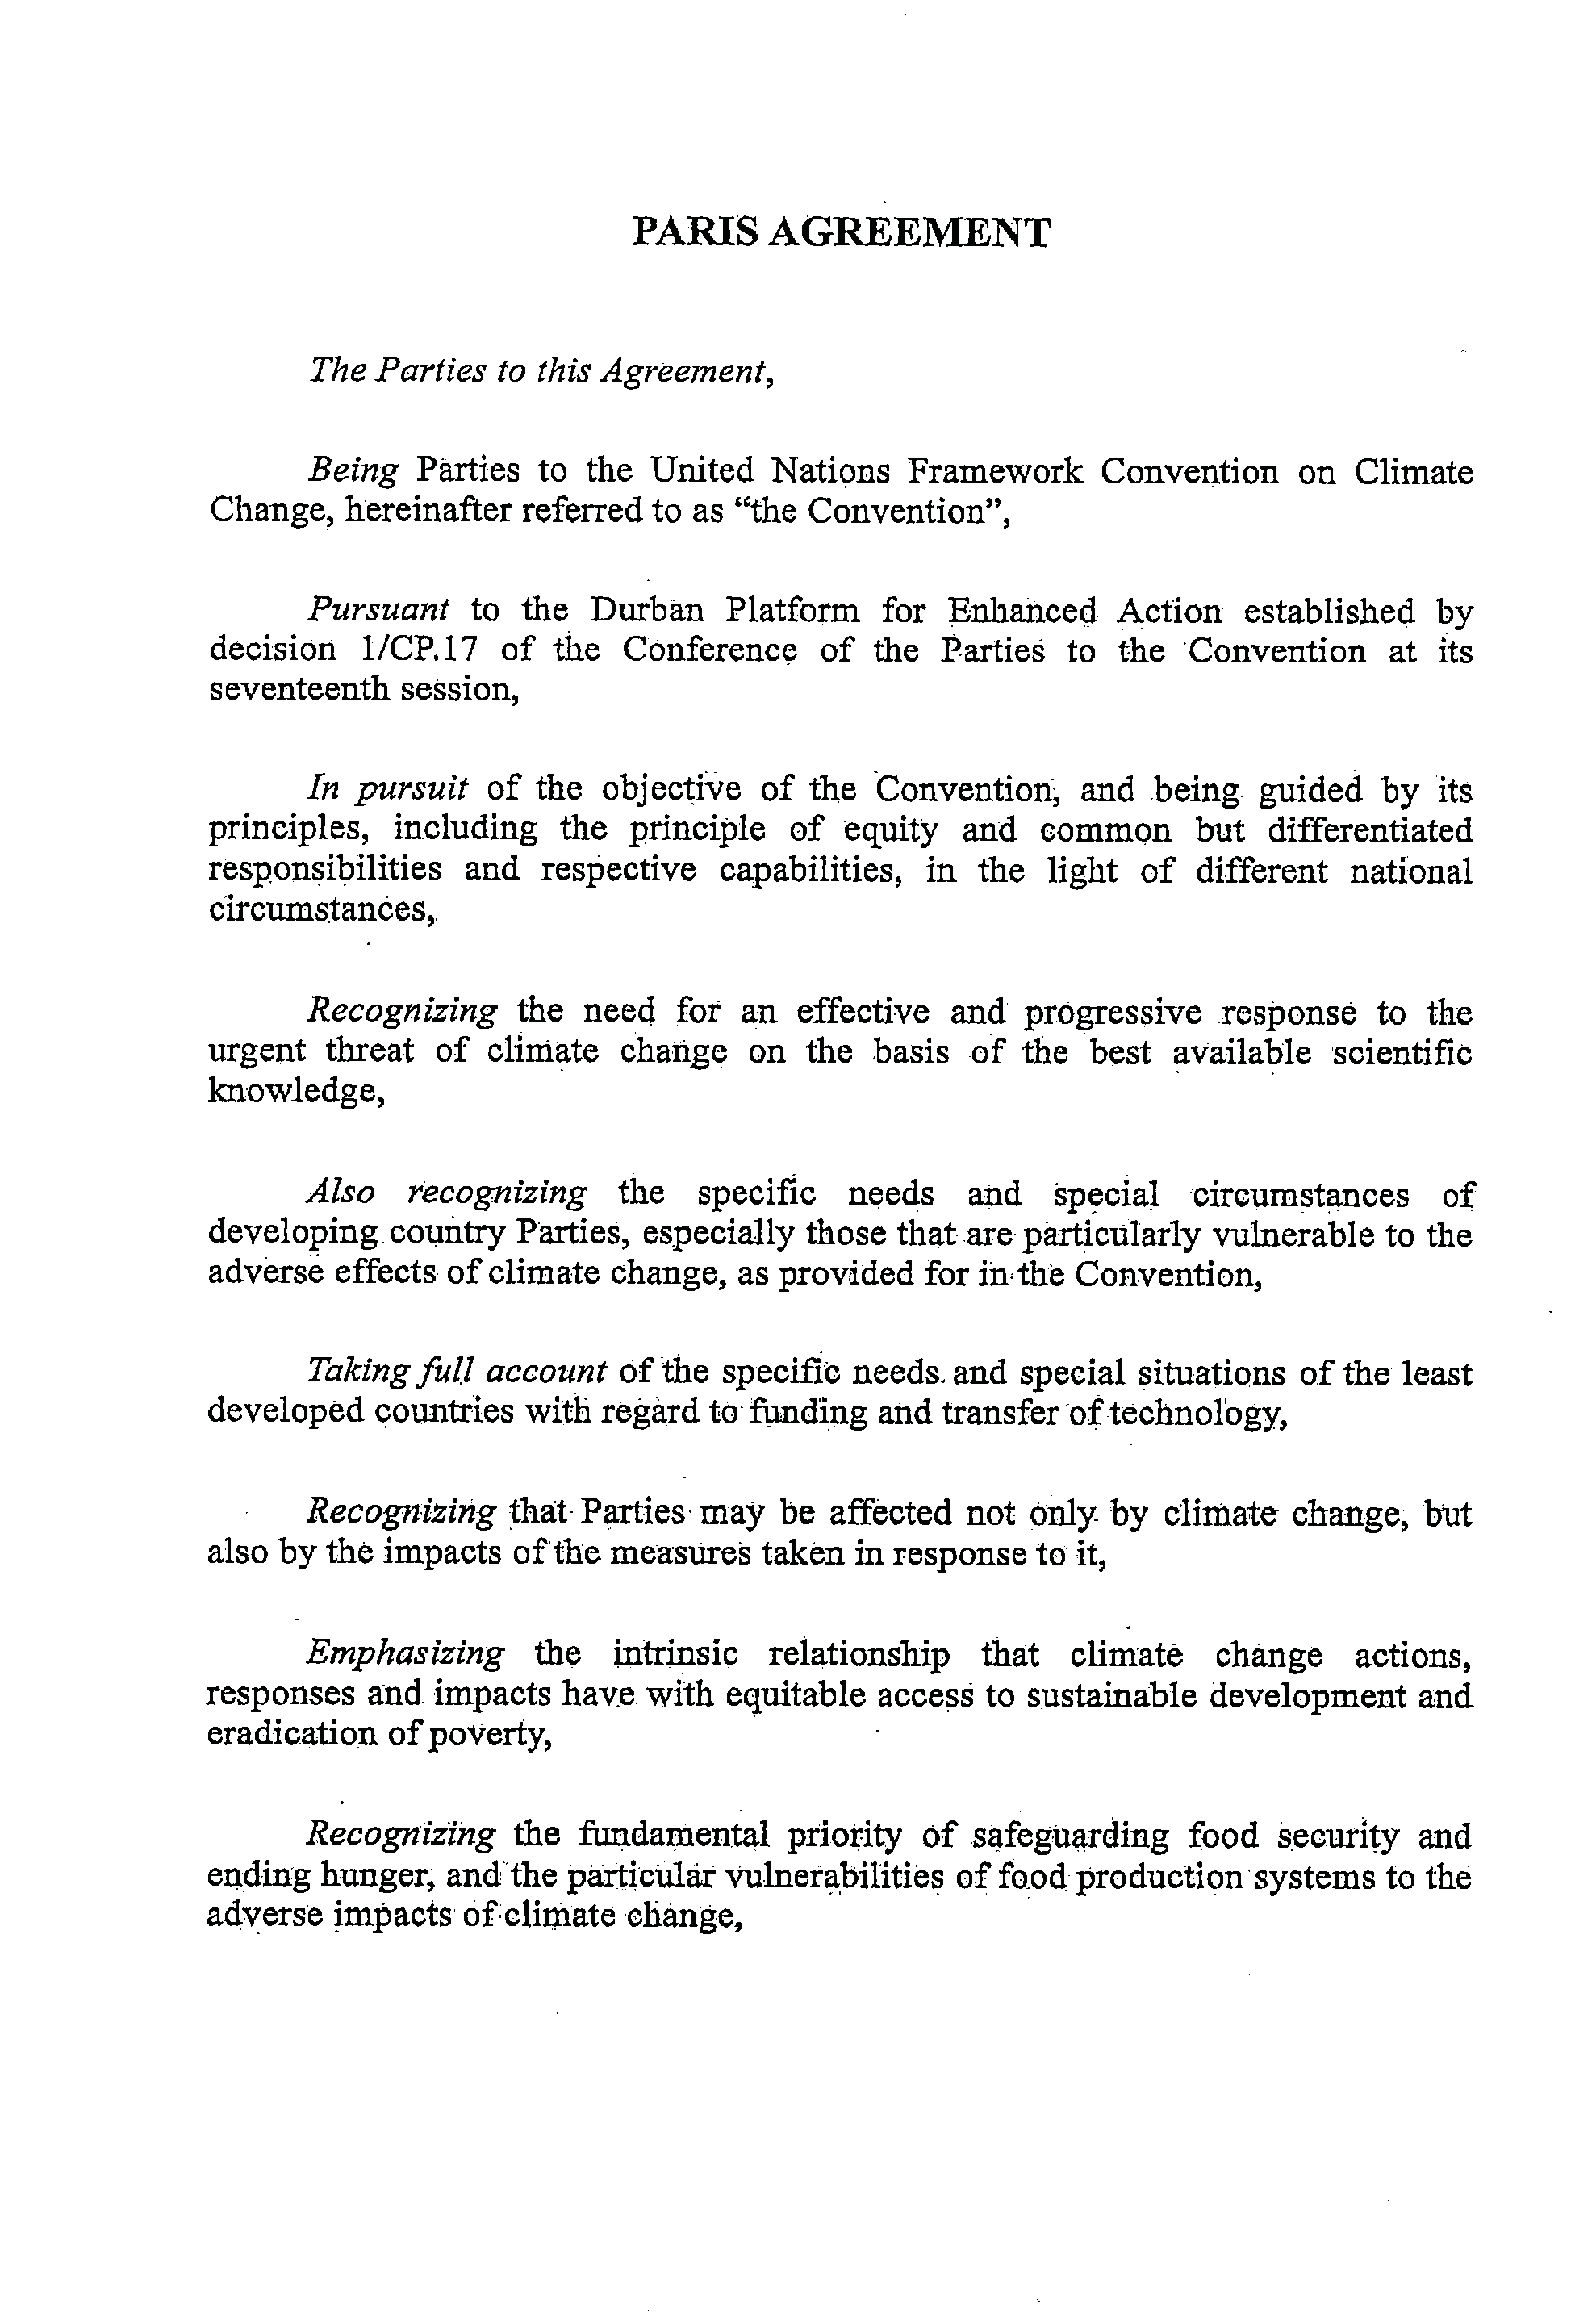 PARIS AGREEMENT
The Parties to this Agreement,
Being Parties to the United Nations Framework Convention on Climate
Change, hereinafter referred to as “the Convention”,
Pursuant to the Durban Platform for Enhanced Action established by
decision 1/CP.17 of the Conference of the Parties to the Convention at its
seventeenth session,
In pursuit of the objective of the Convention, and being guided by its
principles, including the principle of equity and common but differentiated
responsibilities and respective capabilities, in the light of different national
circumstances,
Recognizing the need for an effective and progressive response to the
urgent threat of climate change on the basis of the best available scientific
knowledge,
Also recognizing the specific needs and special circumstances of
developing country Parties, especially those that are particularly vulnerable to the
adverse effects of climate change, as provided for in the Convention,
Taking full account of the specific needs and special situations of the least
developed countries with regard to funding and transfer of technology,
Recognizing that Parties may be affected not only by climate change, but
also by the impacts of the measures taken in response to it,
Emphasizing the intrinsic relationship that climate change actions,
responses and impacts have with equitable access to sustainable development and
eradication of poverty,
Recognizing the fundamental priority of safeguarding food security and
ending hunger, and the particular vulnerabilities of food production systems to the
adverse impacts of climate change,